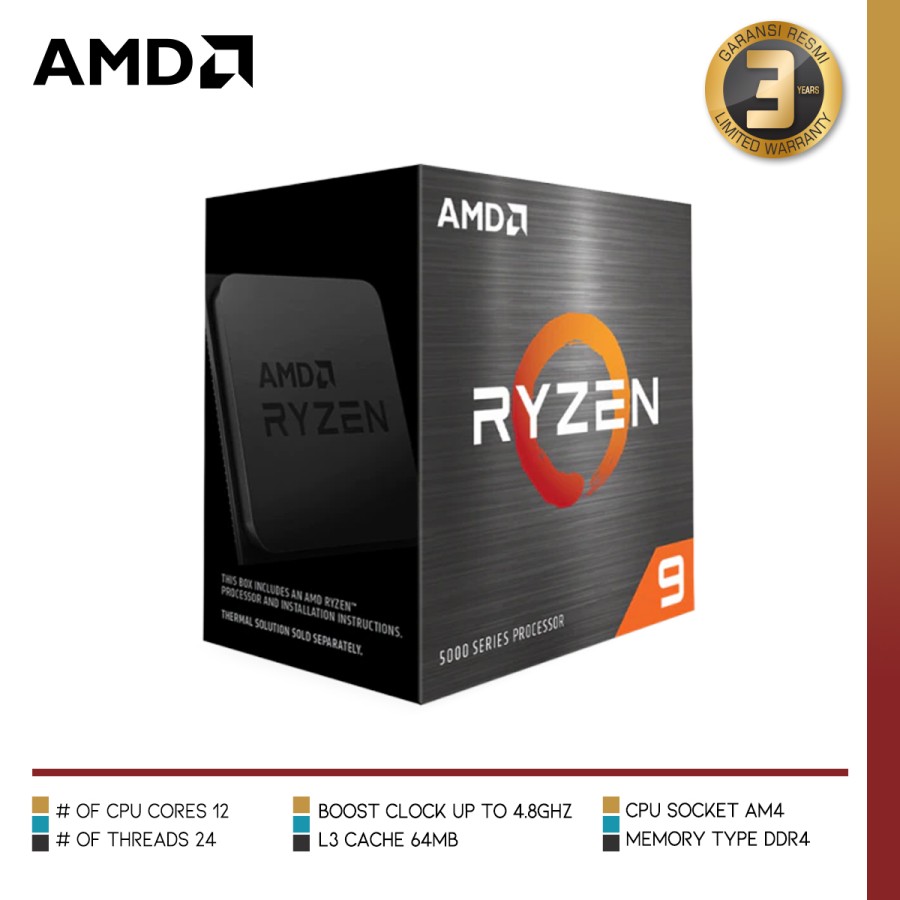 AMD
GARANSI RESMI
3 YEARS
LIMITED WARRANTY
AMD
RYZEN
AMD
RYZEN
THIS BOX INCLUDES AN AMD RYZEN™
PROCESSOR AND INSTALLATION INSTRUCTIONS.
THERMAL SOLUTION SOLD SEPARATELY.
9
5000 SERIES PROCESSOR
# OF CPU CORES 12
# OF THREADS 24
BOOST CLOCK UP TO 4.8GHZ
L3 CACHE 64MB
CPU SOCKET AM4
MEMORY TYPE DDR4